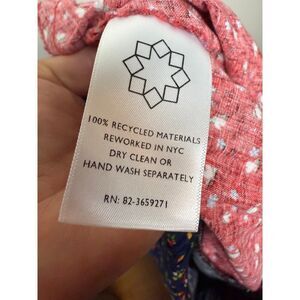 100% RECYCLED MATERIALS
REWORKED IN NYC
DRY CLEAN OR
HAND WASH SEPARATELY
RN: 82-3659271